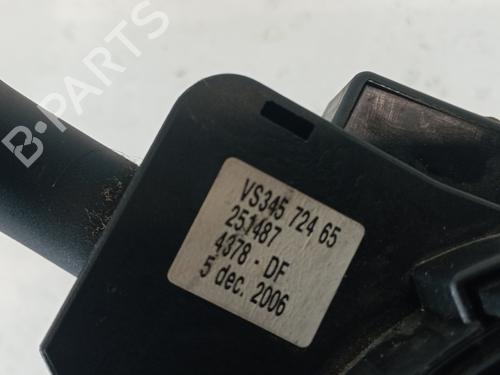 B-PARTS
VS345 724 65
251487
4378 - DF
5 dec. 2006